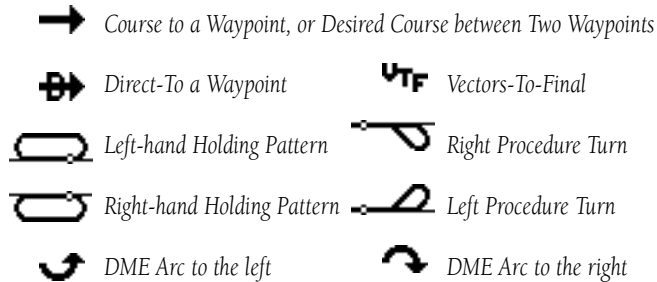 Course to a Waypoint, or Desired Course between Two Waypoints
D Direct-To a Waypoint
VTF Vectors-To-Final
Left-hand Holding Pattern
Right Procedure Turn
Right-hand Holding Pattern
Left Procedure Turn
DME Arc to the left
DME Arc to the right